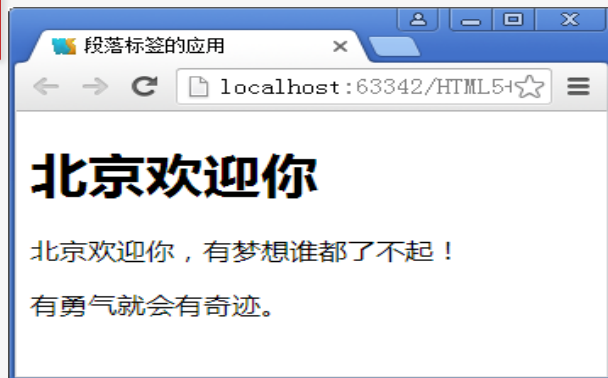 段落标签的应用
localhost:63342/HTML5
北京欢迎你
北京欢迎你，有梦想谁都了不起！
有勇气就会有奇迹。